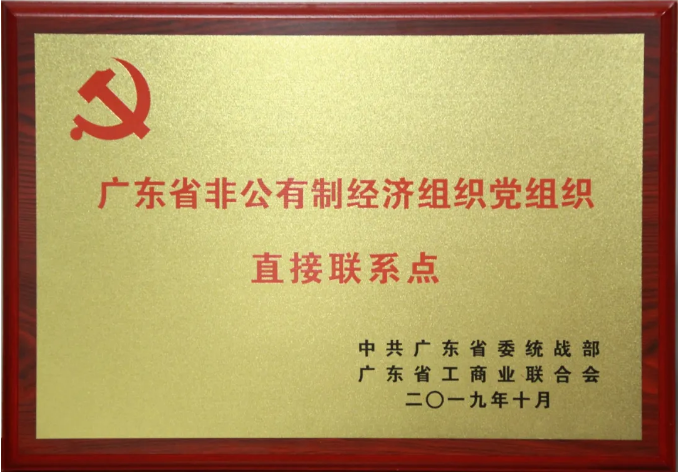 广东省非公有制经济组织党组织
直接联系点
中共广东省委统战部
广东省工商业联合会
二〇一九年十月